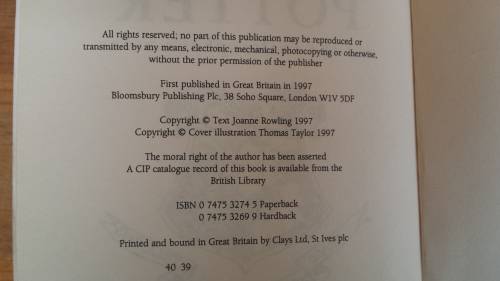 All rights reserved; no part of this publication may be reproduced or
transmitted by any means, electronic, mechanical, photocopying or otherwise,
without the prior permission of the publisher
First published in Great Britain in 1997
Bloomsbury Publishing Plc, 38 Soho Square, London W1V 5DF
Copyright © Text Joanne Rowling 1997
Copyright © Cover illustration Thomas Taylor 1997
The moral right of the author has been asserted
A CIP catalogue record of this book is available from the
British Library
ISBN 0 7475 3274 5 Paperback
0 7475 3269 9 Hardback
Printed and bound in Great Britain by Clays Ltd, St Ives plc
40 39